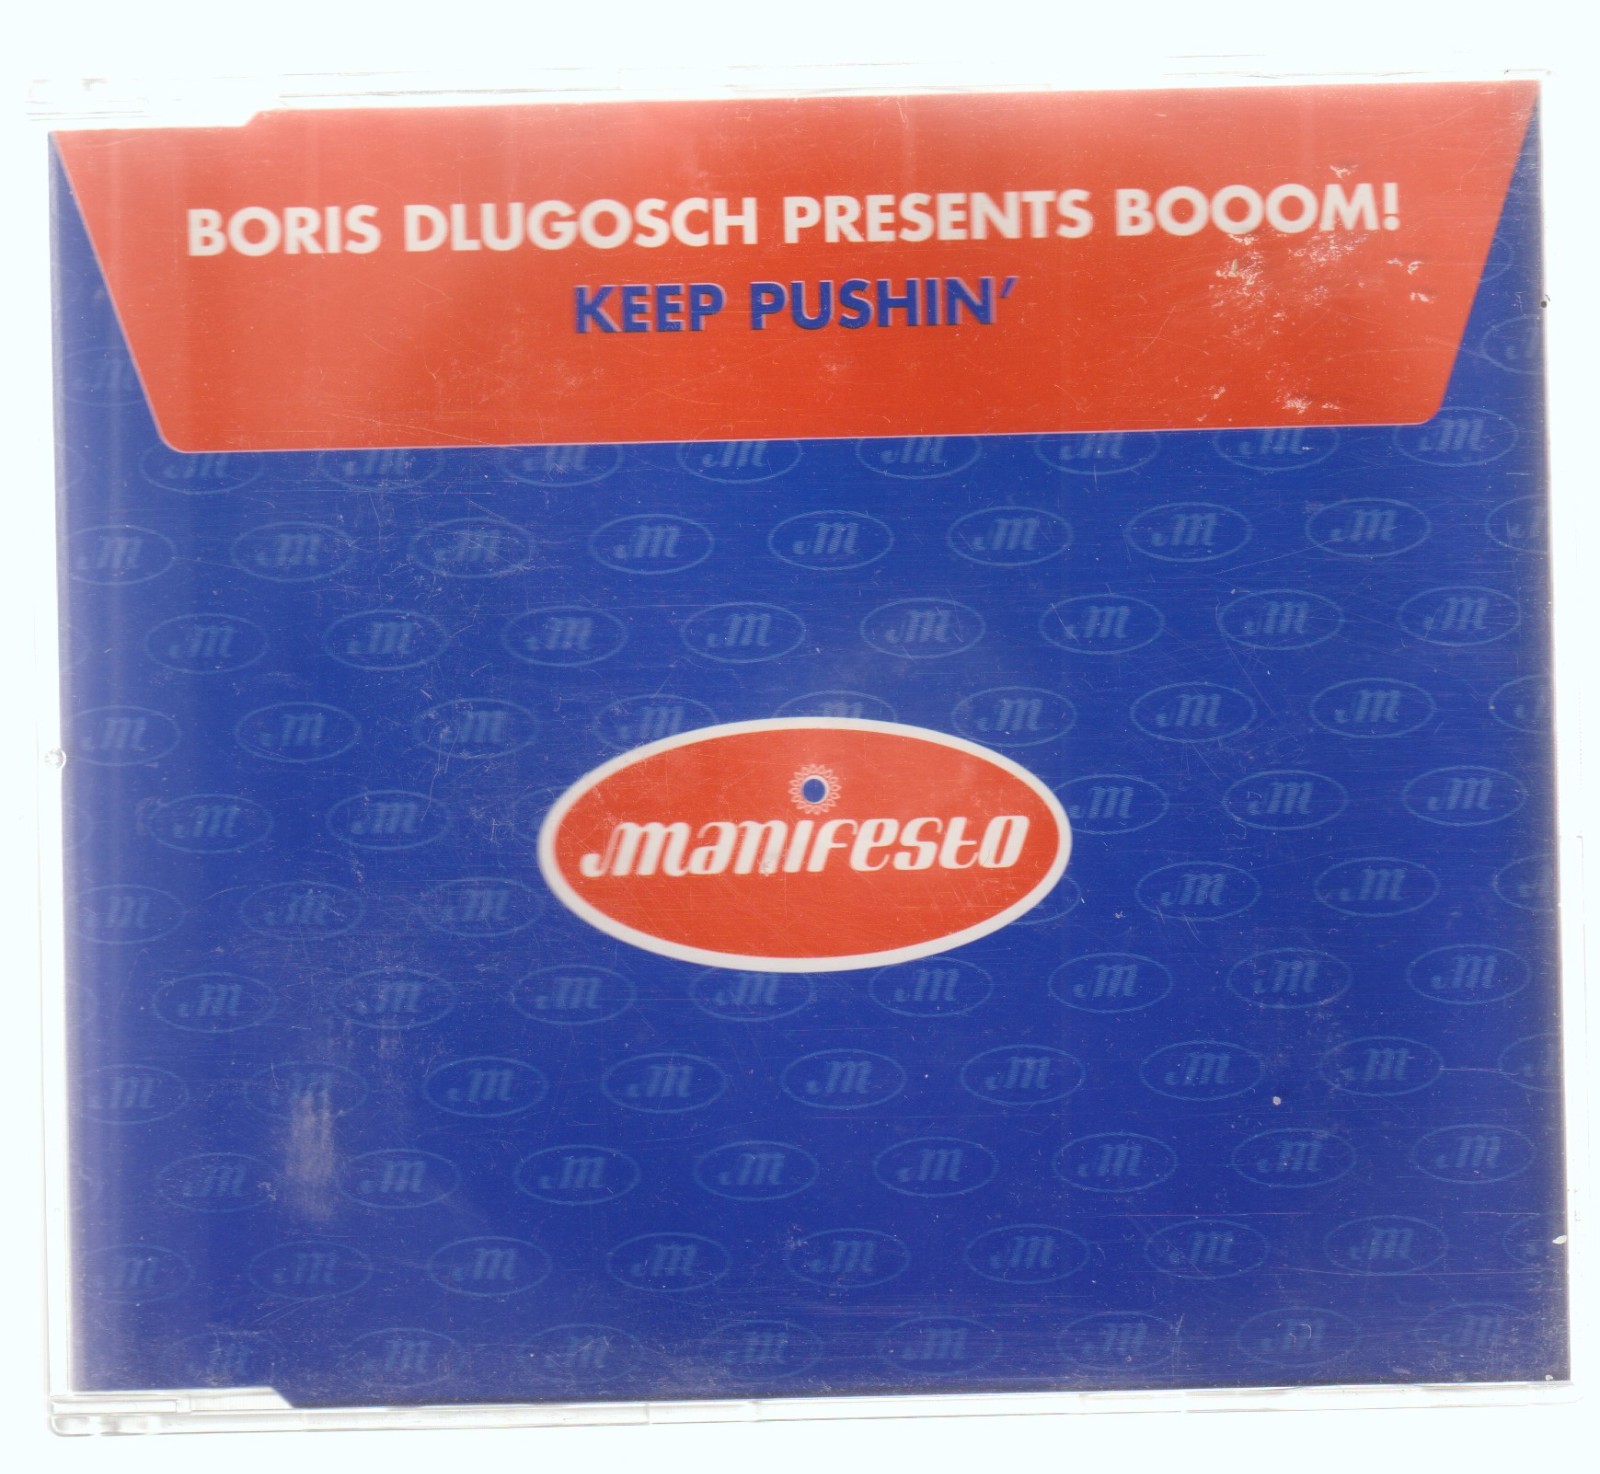 BORIS DLUGOSCH PRESENTS BOOOM!
KEEP PUSHIN'
manifesto